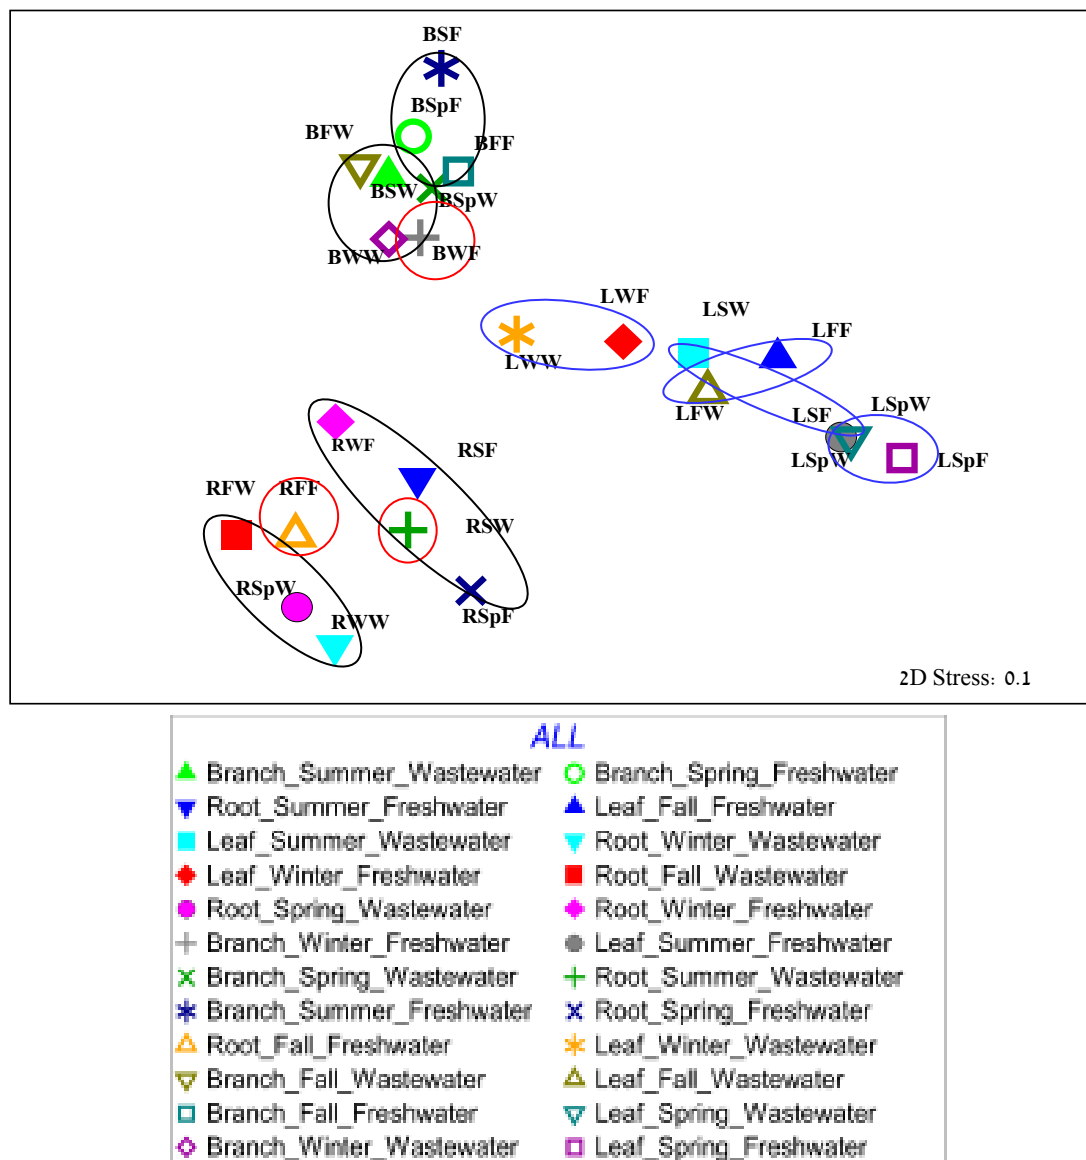 BSF
BSpF
BFW
BFF
BSW
BSpW
BWW
BWF
LWF
LSW
LFF
LWW
LFW
LSF
LSpW
LSpW
LSpF
RWF
RSF
RFW
RFF
RSW
RSpW
RSpF
RWW
2D Stress: 0.1
ALL
Branch_Summer_Wastewater
Branch_Spring_Freshwater
Root_Summer_Freshwater
Leaf_Fall_Freshwater
Leaf_Summer_Wastewater
Root_Winter_Wastewater
Leaf_Winter_Freshwater
Root_Fall_Wastewater
Root_Spring_Wastewater
Root_Winter_Freshwater
Branch_Winter_Freshwater
Leaf_Summer_Freshwater
Branch_Spring_Wastewater
Root_Summer_Wastewater
Branch_Summer_Freshwater
Root_Spring_Freshwater
Root_Fall_Freshwater
Leaf_Winter_Wastewater
Branch_Fall_Wastewater
Leaf_Fall_Wastewater
Branch_Fall_Freshwater
Leaf_Spring_Wastewater
Branch_Winter_Wastewater
Leaf_Spring_Freshwater